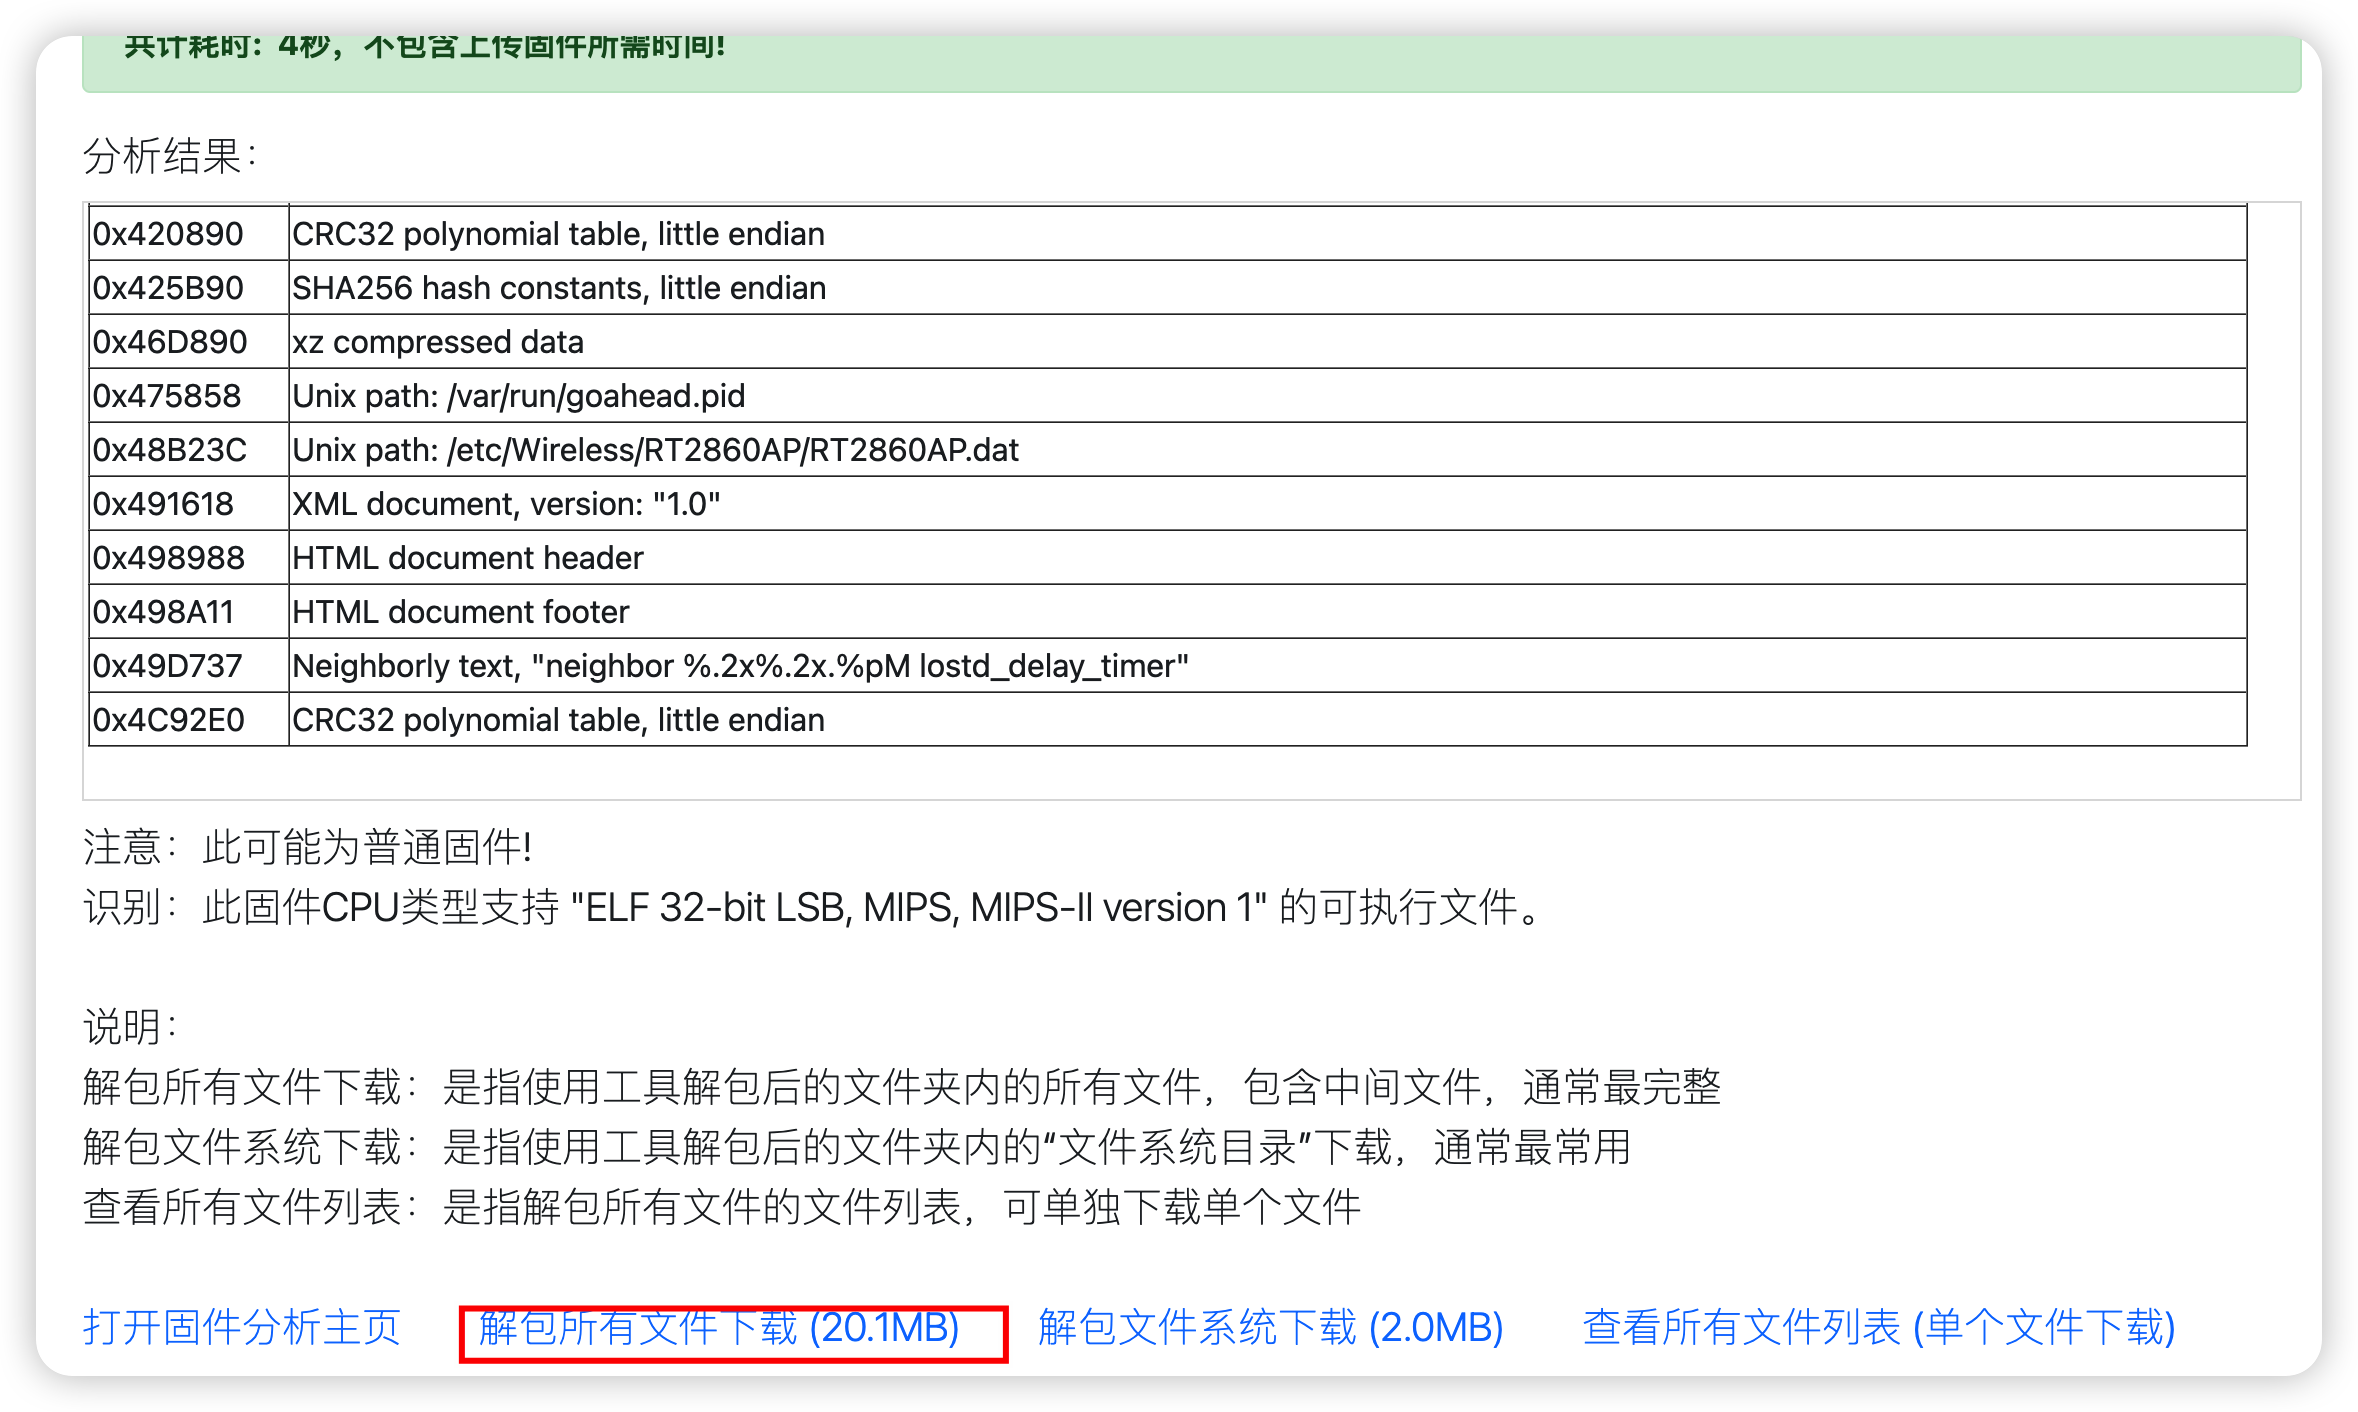 共计耗时：4秒，不包含上传固件所需时间!
分析结果：
0x420890 CRC32 polynomial table, little endian
0x425B90 SHA256 hash constants, little endian
0x46D890 xz compressed data
0x475858 Unix path: /var/run/goahead.pid
0x48B23C Unix path: /etc/Wireless/RT2860AP/RT2860AP.dat
0x491618 XML document, version: "1.0"
0x498988 HTML document header
0x498A11 HTML document footer
0x49D737 Neighborly text, "neighbor %.2x%.2x.%pM lostd_delay_timer"
0x4C92E0 CRC32 polynomial table, little endian
注意：此可能为普通固件!
识别：此固件CPU类型支持 "ELF 32-bit LSB, MIPS, MIPS-II version 1" 的可执行文件。
说明：
解包所有文件下载：是指使用工具解包后的文件夹内的所有文件，包含中间文件，通常最完整
解包文件系统下载：是指使用工具解包后的文件夹内的“文件系统目录”下载，通常最常用
查看所有文件列表：是指解包所有文件的文件列表，可单独下载单个文件
打开固件分析主页 解包所有文件下载 (20.1MB) 解包文件系统下载 (2.0MB) 查看所有文件列表 (单个文件下载)